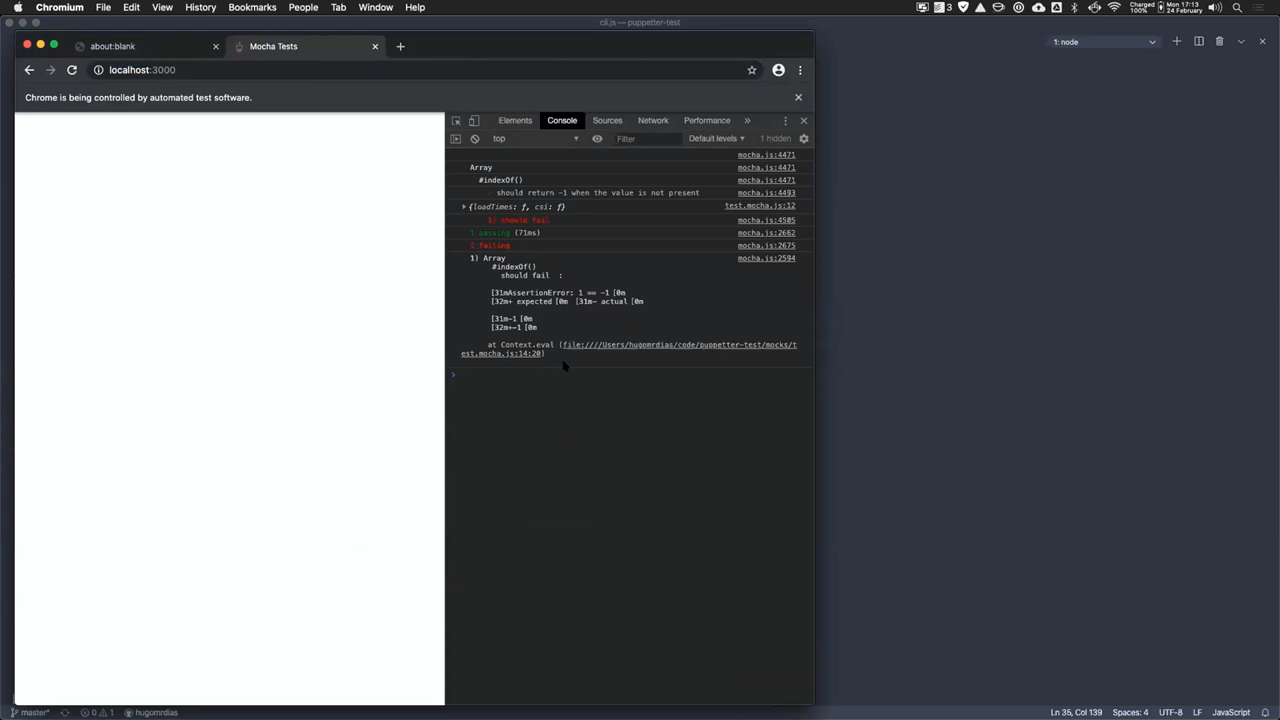 Chromium File Edit View History Bookmarks People Tab Window Help 3 Charged 100% Mon 17:13 24 February
cli.js — puppetter-test
about:blank Mocha Tests 1: node
localhost:3000
Chrome is being controlled by automated test software.
Elements Console Sources Network Performance »
top Filter Default levels 1 hidden
mocha.js:4471
Array mocha.js:4471
#indexOf() mocha.js:4471
✓ should return -1 when the value is not present mocha.js:4493
{loadTimes: ƒ, csi: ƒ} test.mocha.js:12
1) should fail mocha.js:4505
1 passing (71ms) mocha.js:2662
mocha.js:2675
failing
1) Array mocha.js:2594
#indexOf()
should fail :
[31mAssertionError: 1 == -1 [0m
[32m+ expected [0m [31m- actual [0m
[31m-1 [0m
[32m+-1 [0m
at Context.eval (file:////Users/hugomrdias/code/puppetter-test/mocks/t
est.mocha.js:14:20)
master* 0 1 hugomrdias Ln 35, Col 139 Spaces: 4 UTF-8 LF JavaScript